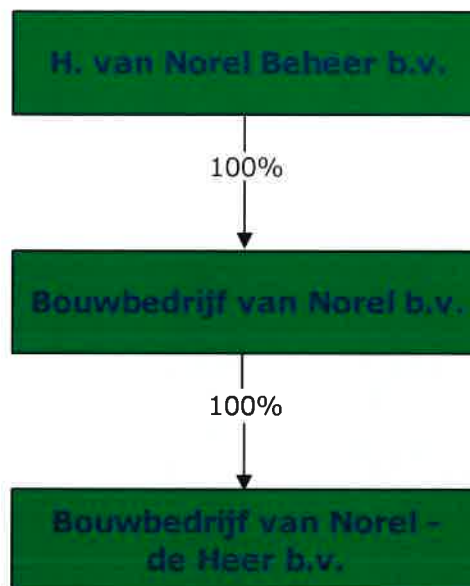 H. van Norel Beheer b.v.
100%
Bouwbedrijf van Norel b.v.
100%
Bouwbedrijf van Norel -
de Heer b.v.